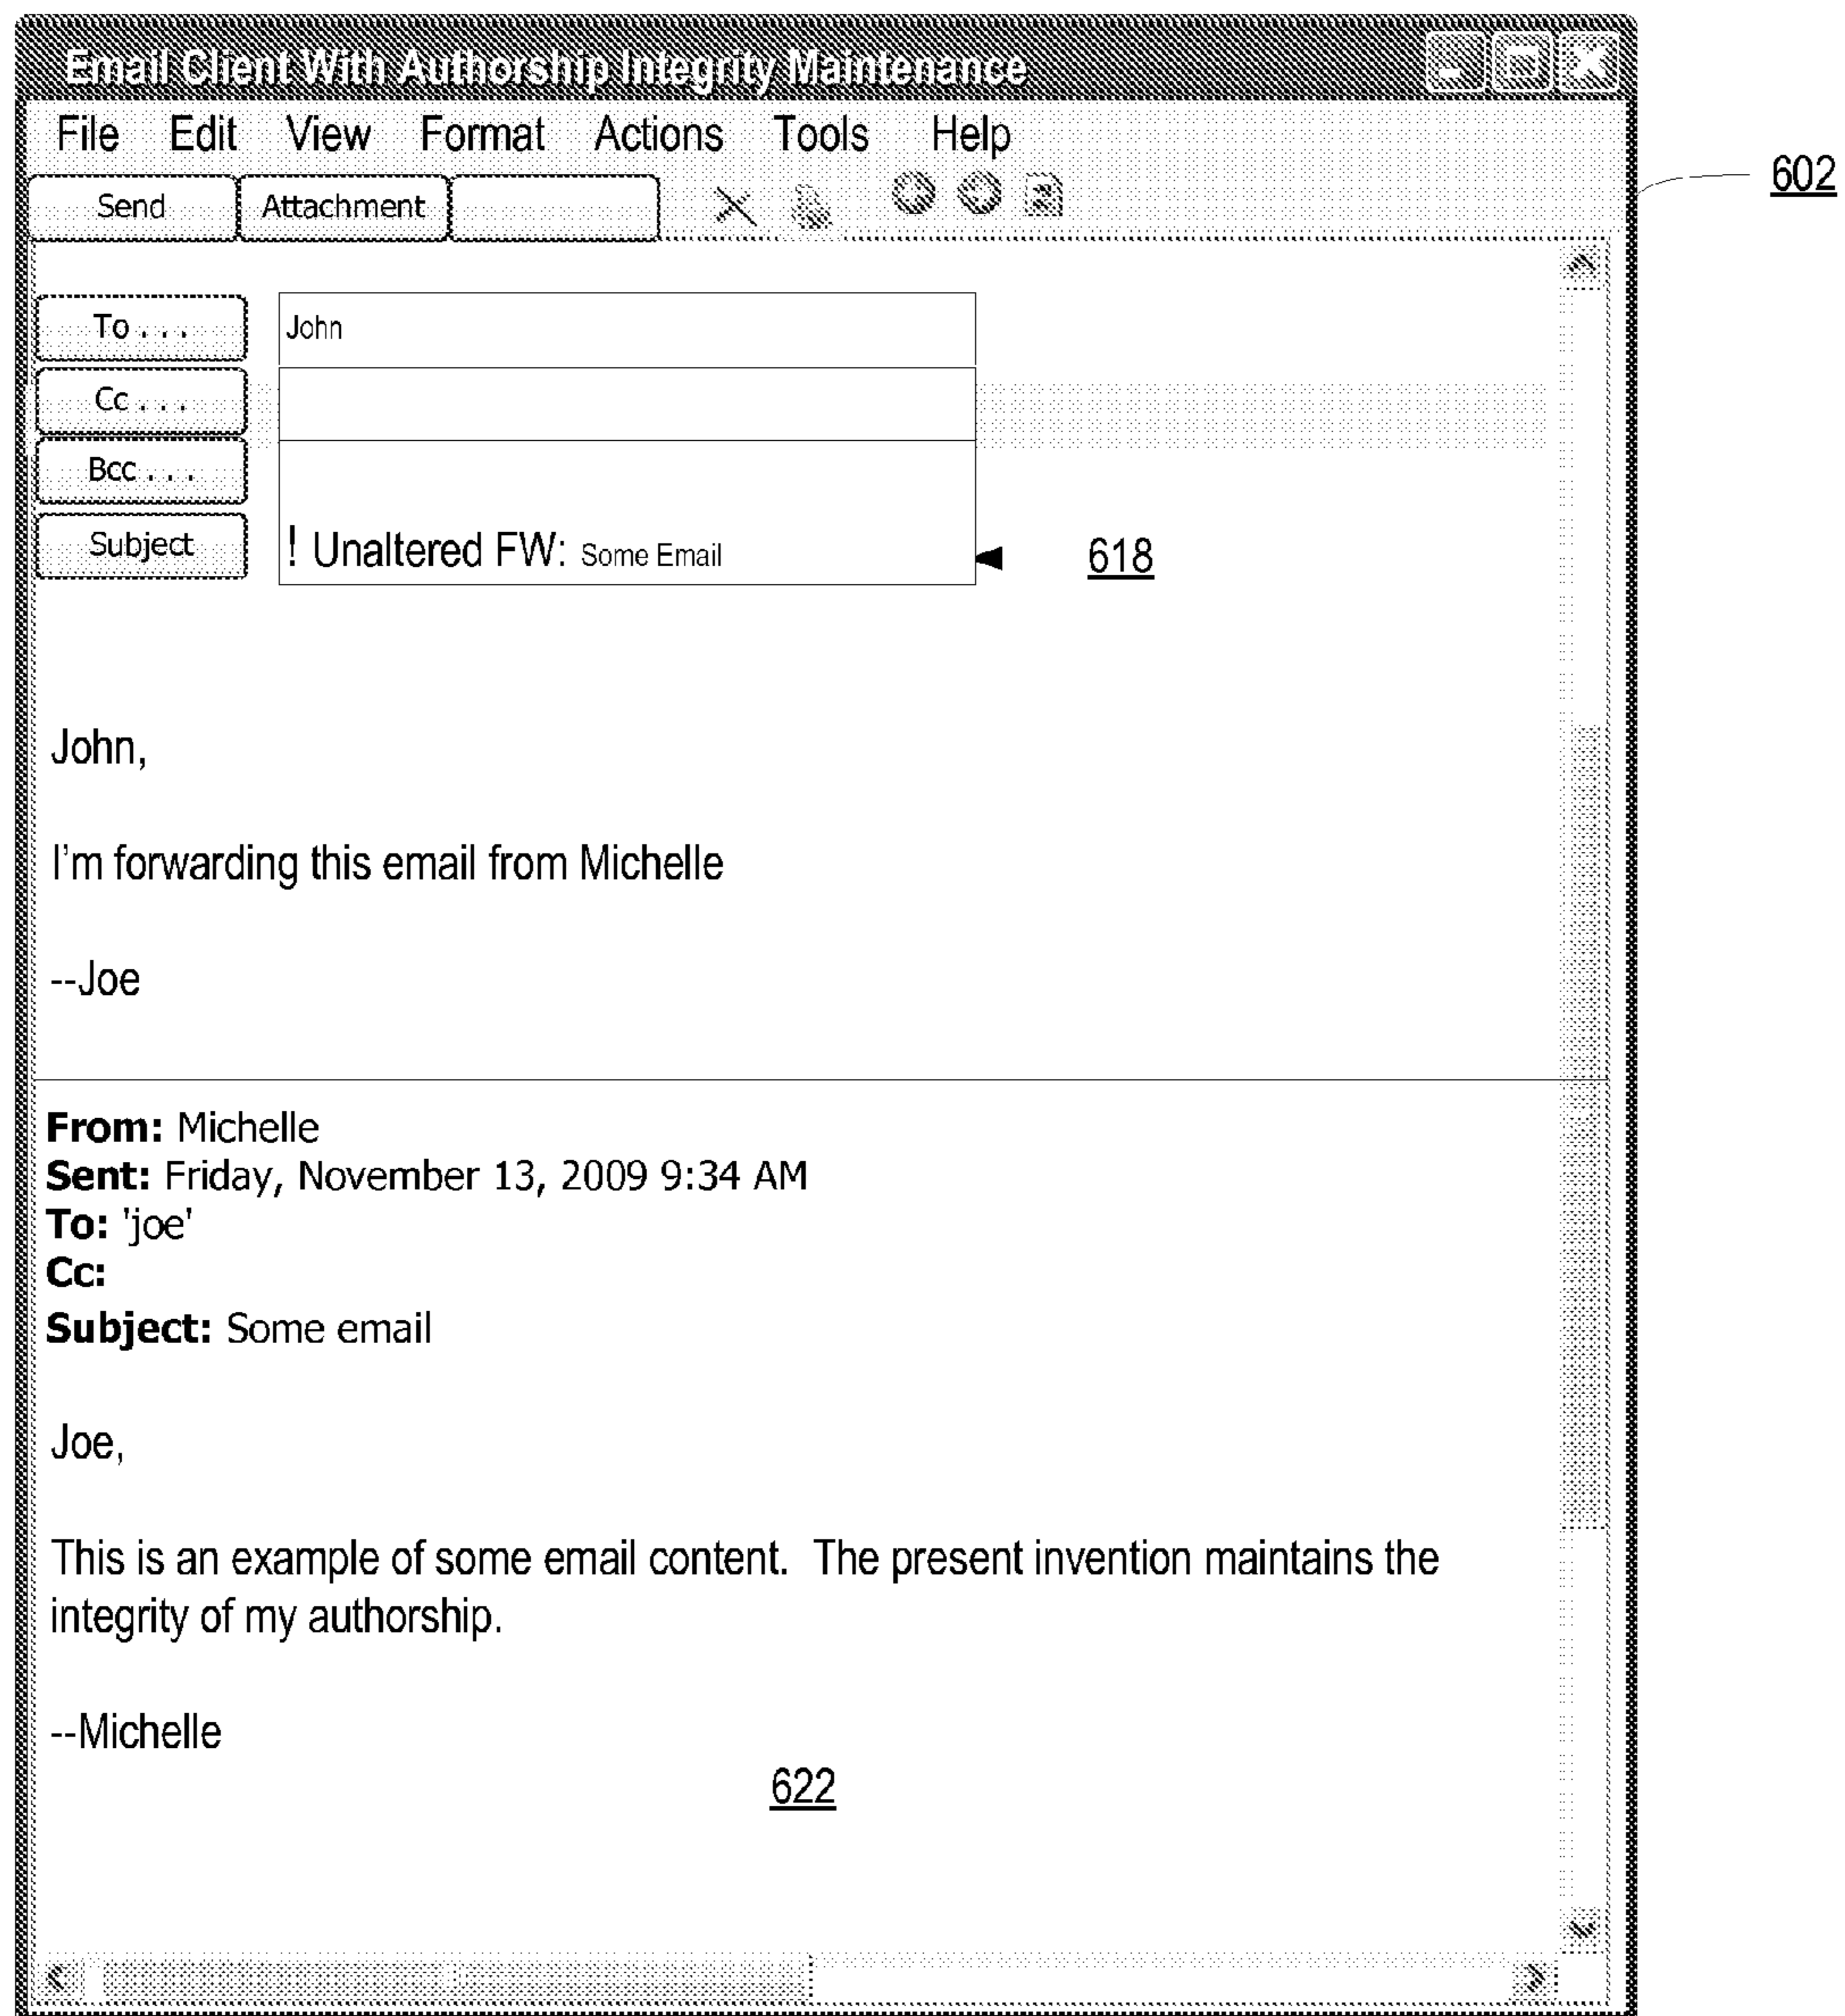 Email Client With Authorship Integrity Maintenance
File Edit View Format Actions Tools Help
602
Send Attachment
To . . . John
Cc . . .
Bcc . . .
Subject ! Unaltered FW: Some Email 618
John,
I'm forwarding this email from Michelle
--Joe
From: Michelle
Sent: Friday, November 13, 2009 9:34 AM
To: 'joe'
Cc:
Subject: Some email
Joe,
This is an example of some email content. The present invention maintains the
integrity of my authorship.
--Michelle
622